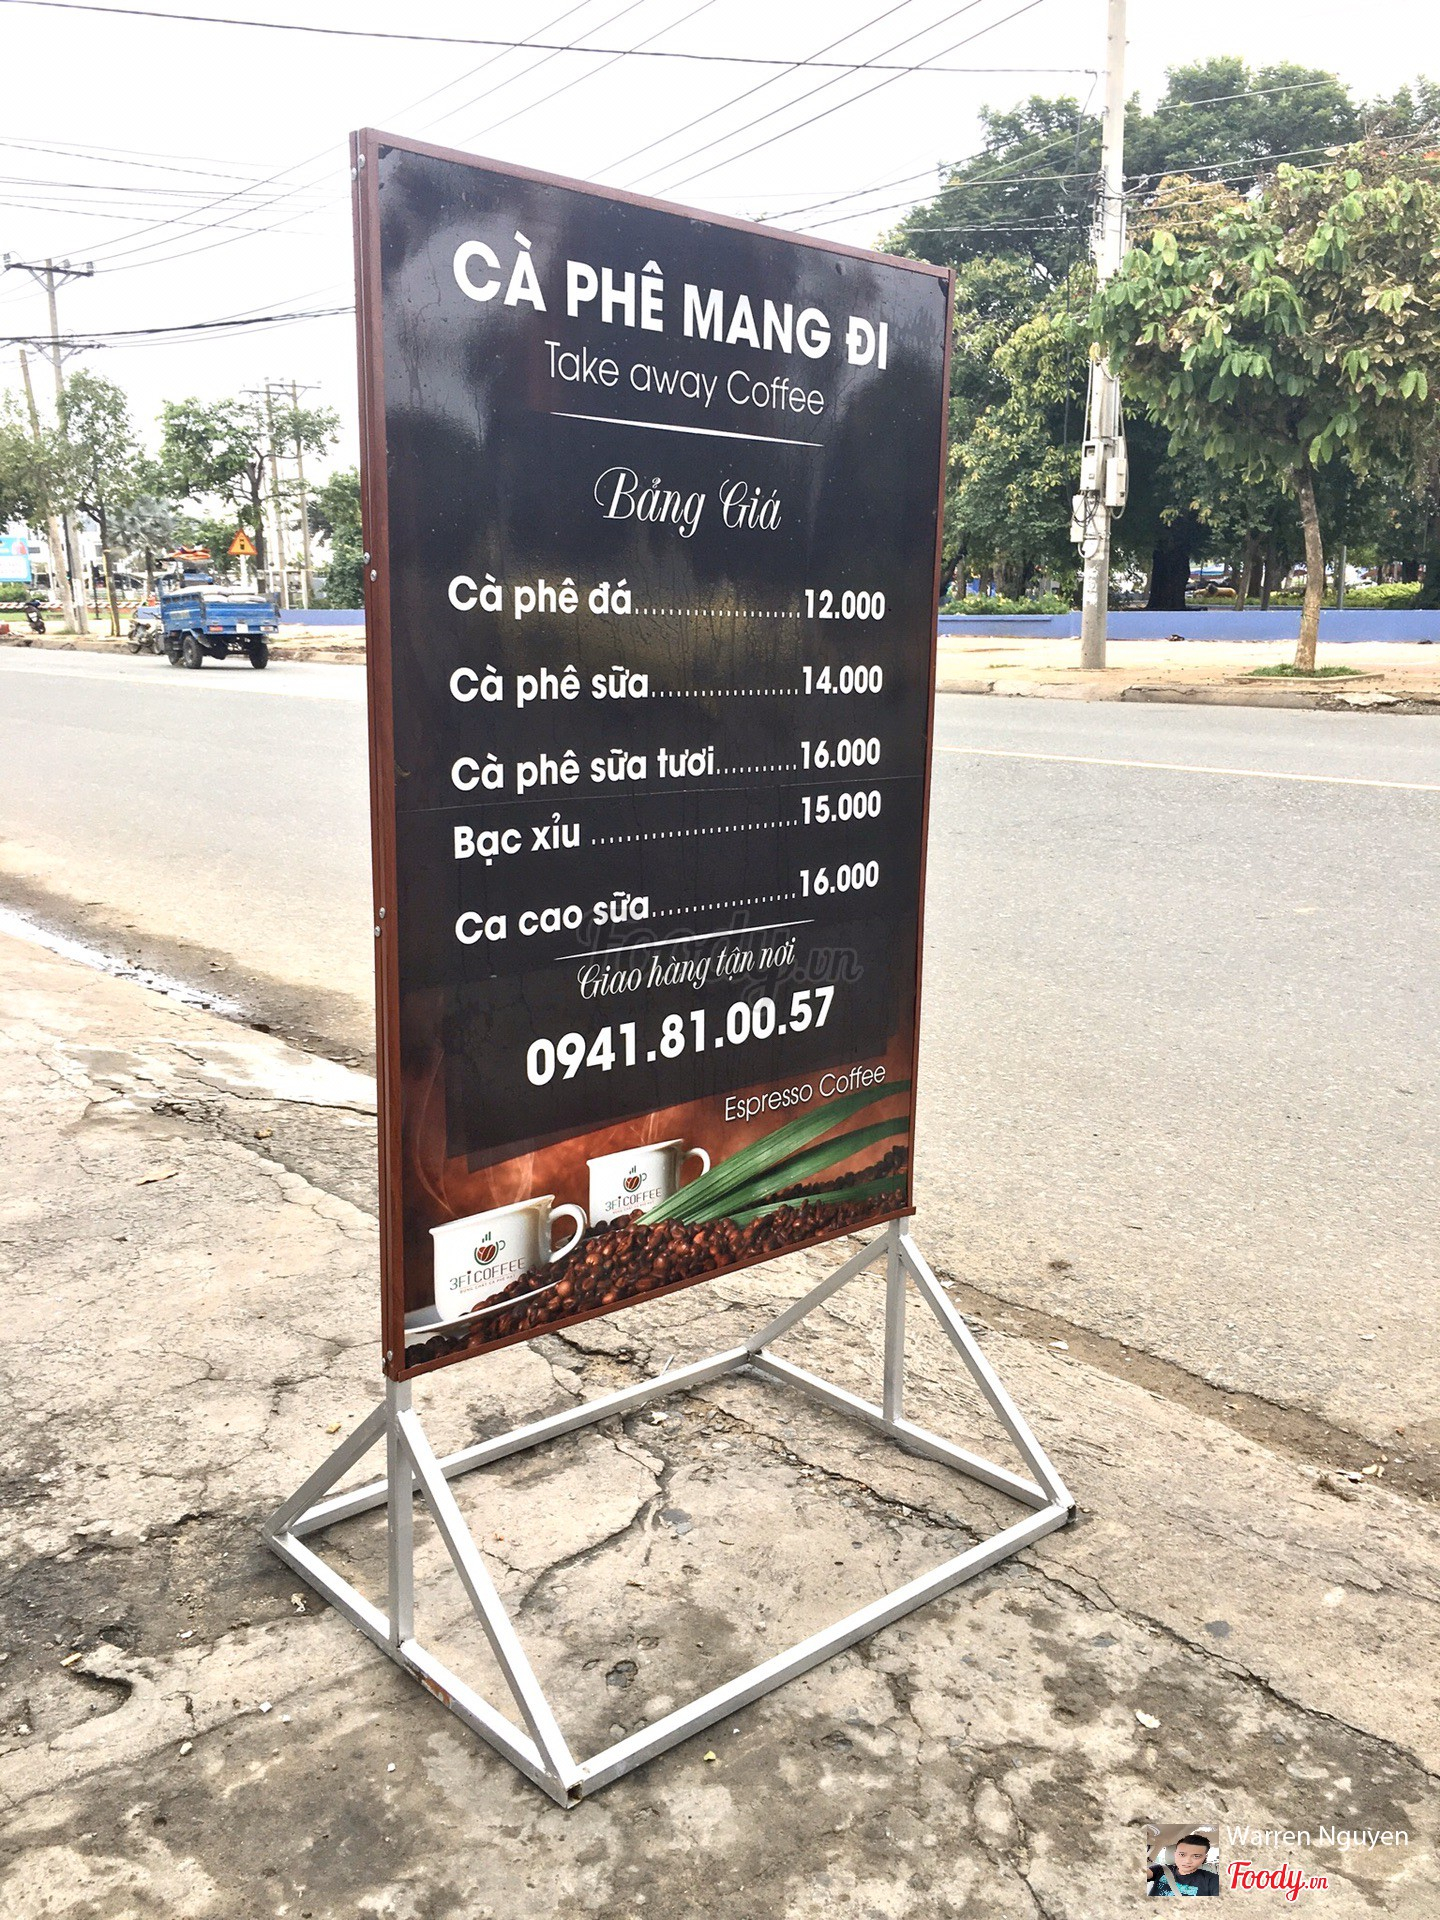 CÀ PHÊ MANG ĐI
Take away Coffee
Bảng Giá
Cà phê đá....................12.000
Cà phê sữa..................14.000
Cà phê sữa tươi..........16.000
Bạc xỉu .........................15.000
Ca cao sữa..................16.000
Giao hàng tận nơi
0941.81.00.57
Espresso Coffee
3Fi COFFEE
3Fi COFFEE
Foody.vn
Warren Nguyen
Foody.vn